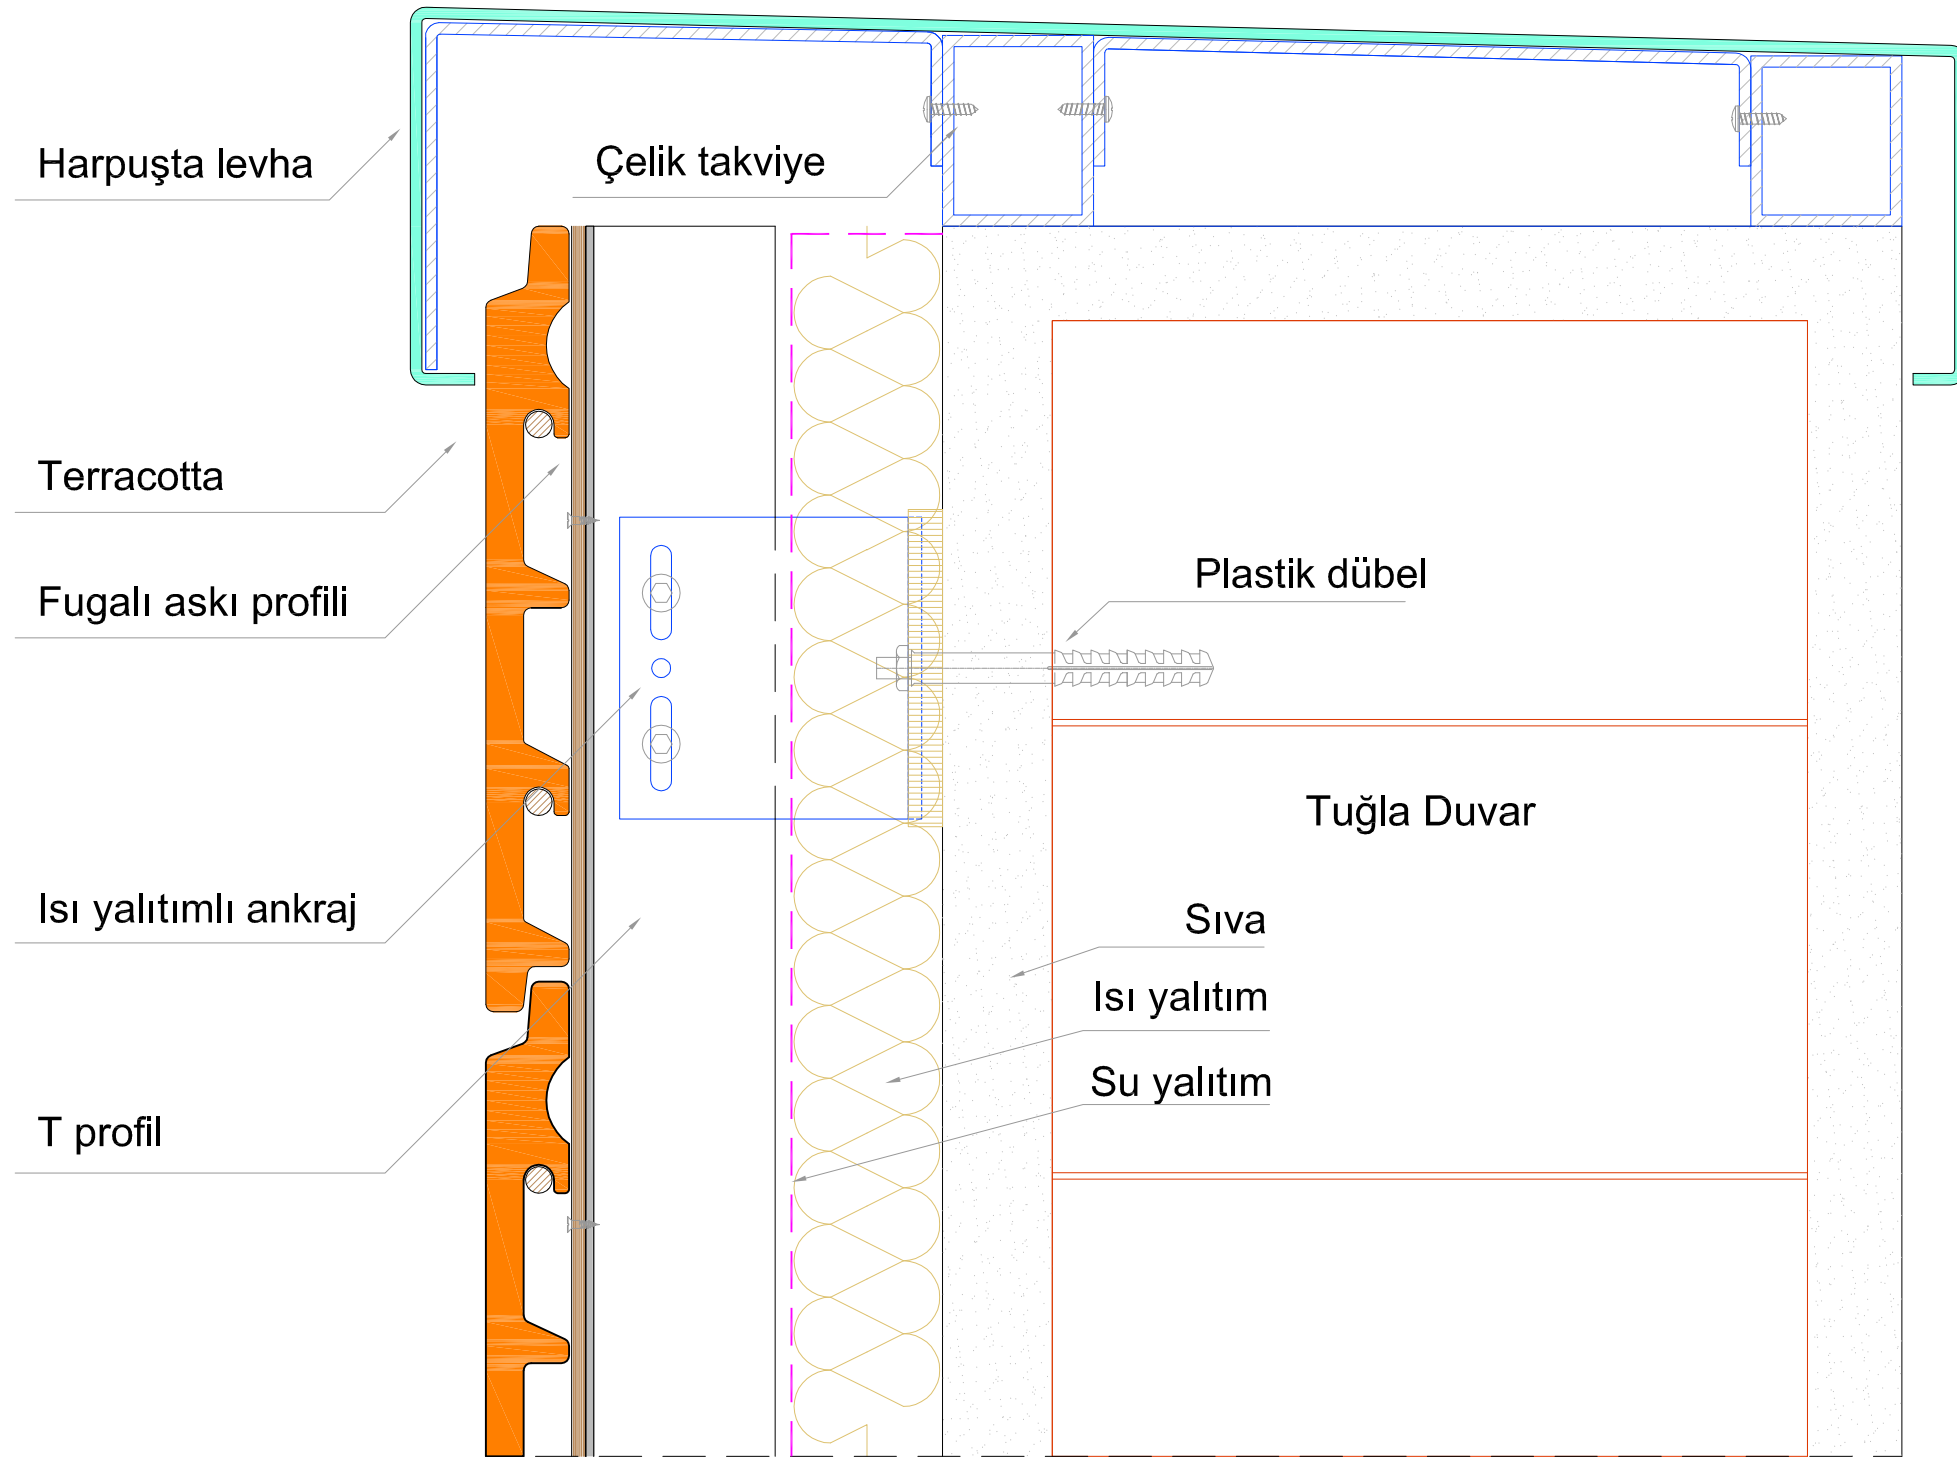 Harpuşta levha
Çelik takviye
Terracotta
Fugalı askı profili
Plastik dübel
Tuğla Duvar
Isı yalıtımlı ankraj
Sıva
Isı yalıtım
Su yalıtım
T profil